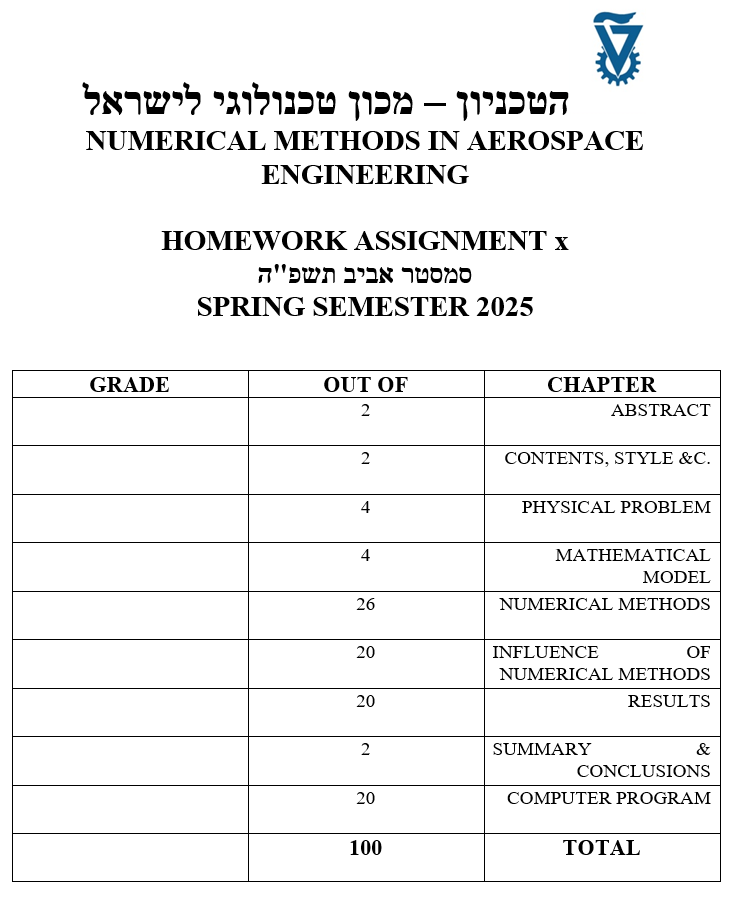 הטכניון – מכון טכנולוגי לישראל
NUMERICAL METHODS IN AEROSPACE
ENGINEERING
HOMEWORK ASSIGNMENT x
סמסטר אביב תשפ"ה
SPRING SEMESTER 2025
GRADE OUT OF CHAPTER
2 ABSTRACT
2 CONTENTS, STYLE &C.
4 PHYSICAL PROBLEM
4 MATHEMATICAL
MODEL
26 NUMERICAL METHODS
20 INFLUENCE OF
NUMERICAL METHODS
20 RESULTS
2 SUMMARY &
CONCLUSIONS
20 COMPUTER PROGRAM
100 TOTAL